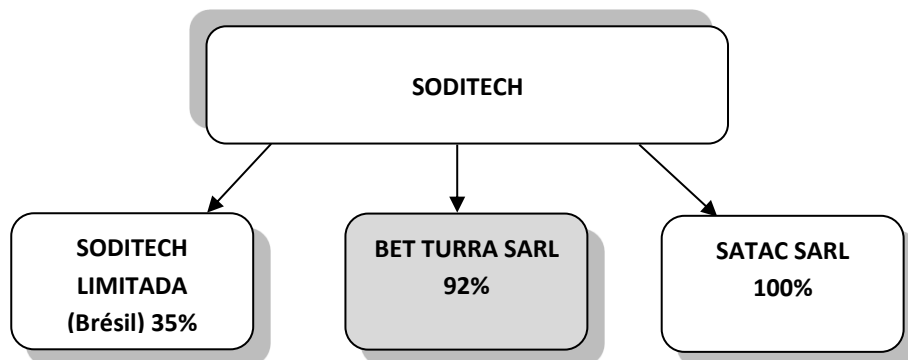 SODITECH
SODITECH
LIMITADA
(Brésil) 35%
BET TURRA SARL
92%
SATAC SARL
100%